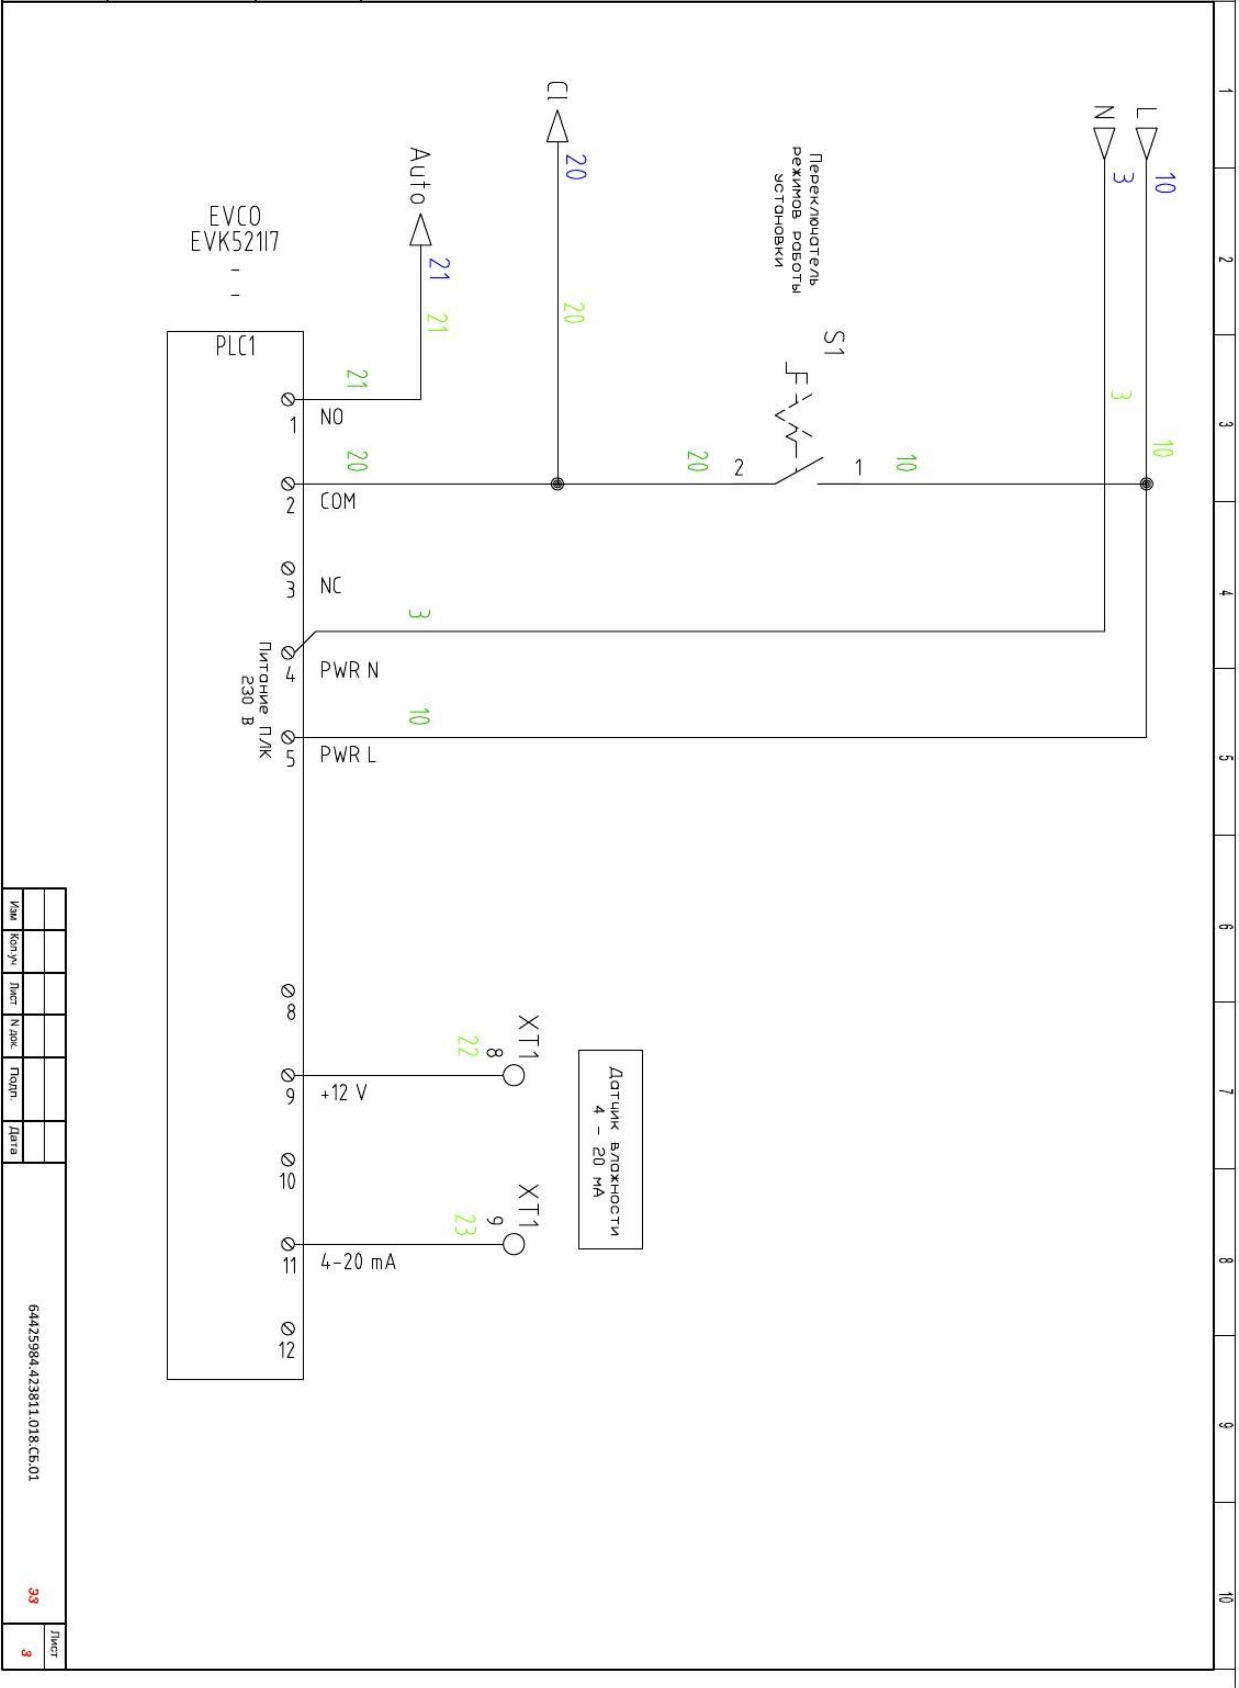 1
2
3
4
5
6
7
8
9
10
L
10
N
3
10
3
Переключатель
режимов работы
установки
S1
10
1
2
20
CI
20
20
Auto
21
21
EVCO
EVK521I7
-
-
PLC1
21
1
NO
20
2
COM
3
NC
3
4
PWR N
Питание ПЛК
230 В
10
5
PWR L
Датчик влажности
4 - 20 мА
XT1
8
22
XT1
9
23
8
9
+12 V
10
11
4-20 mA
12
Изм Кол.уч Лист N док. Подп. Дата
64425984.423811.018.СБ.01
ЭЗ
Лист
3